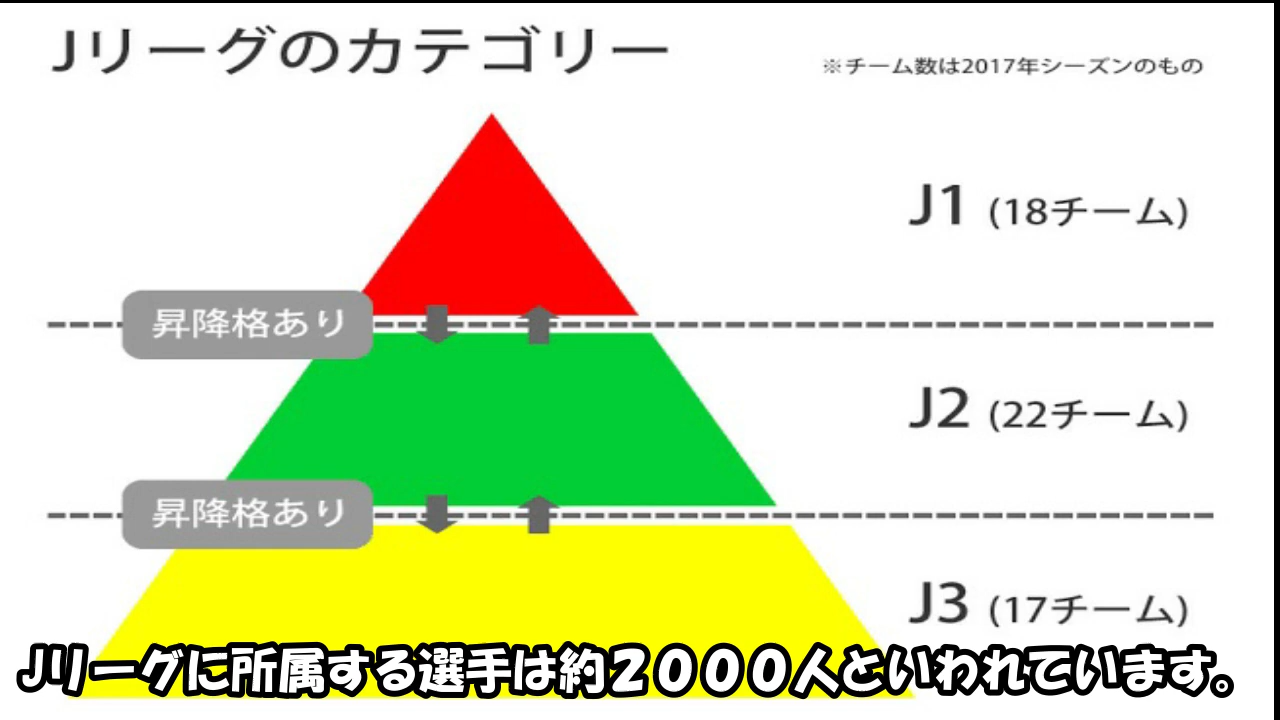 Jリーグのカテゴリー
※チーム数は2017年シーズンのもの
J1 (18チーム)
昇降格あり
J2 (22チーム)
昇降格あり
J3 (17チーム)
Jリーグに所属する選手は約２０００人といわれています。